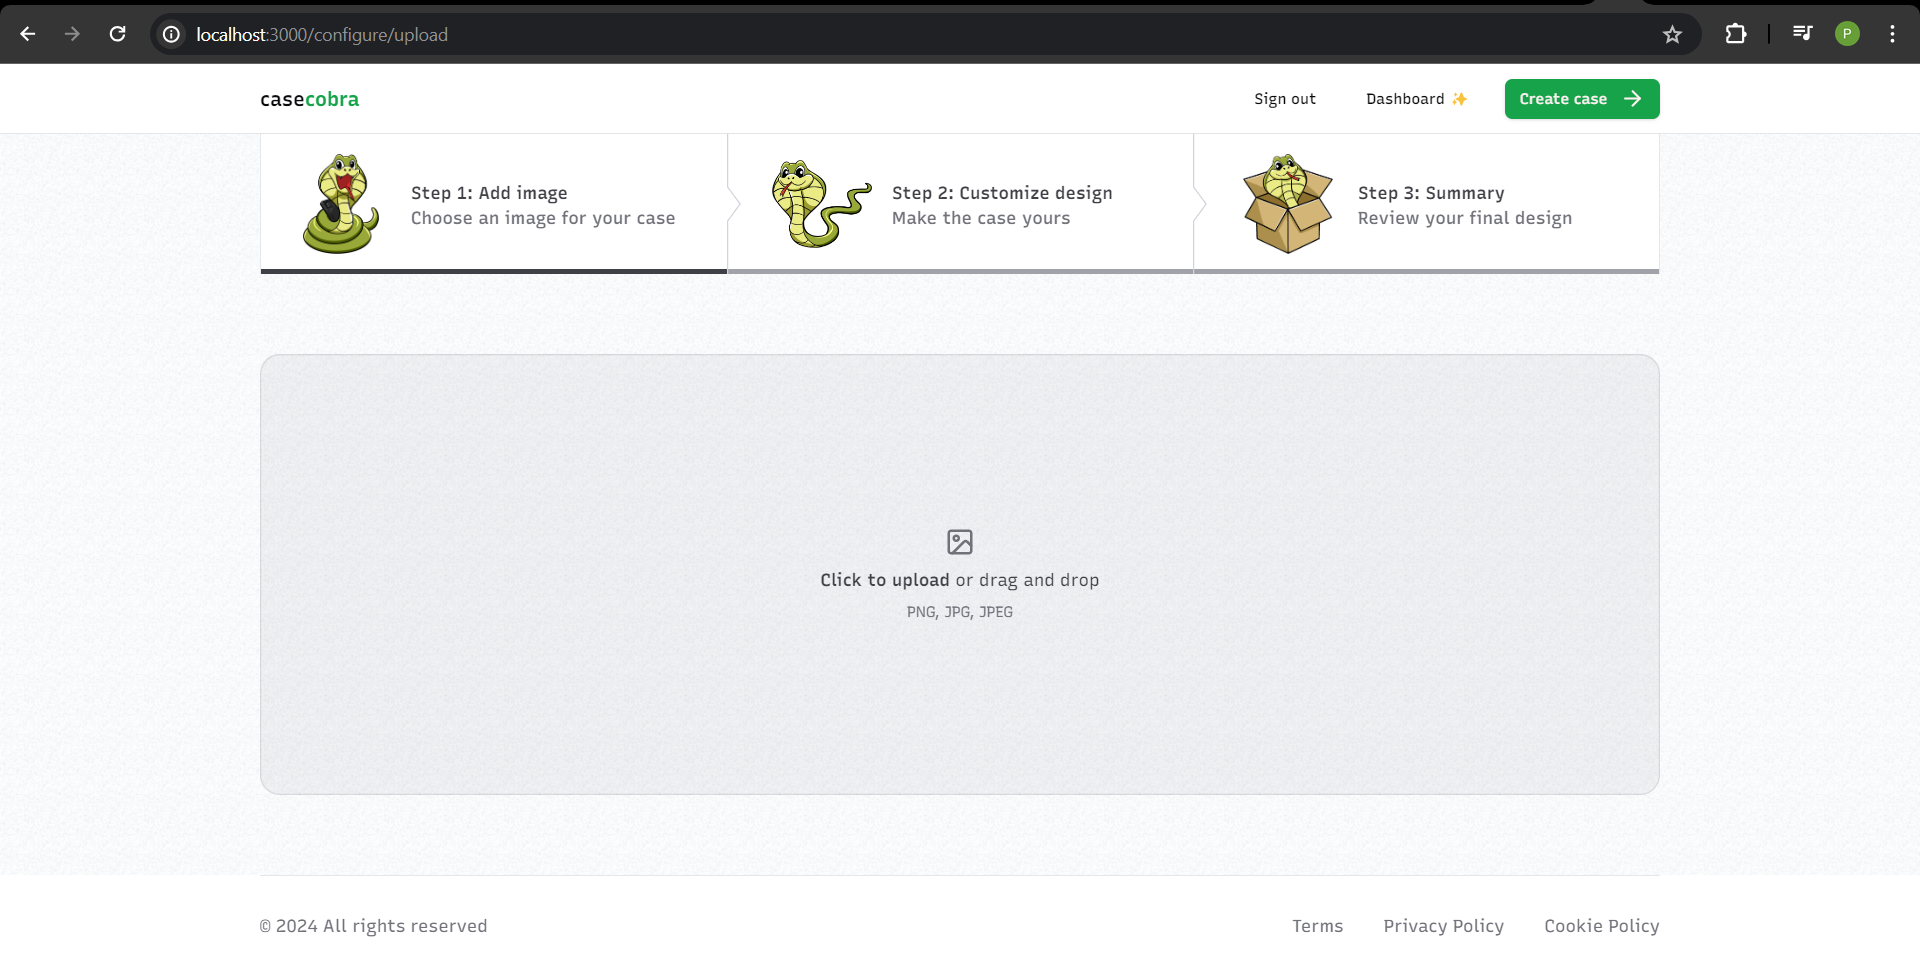 localhost:3000/configure/upload
P
casecobra
Sign out
Dashboard ✨
Create case
Step 1: Add image
Choose an image for your case
Step 2: Customize design
Make the case yours
Step 3: Summary
Review your final design
Click to upload or drag and drop
PNG, JPG, JPEG
© 2024 All rights reserved
Terms
Privacy Policy
Cookie Policy